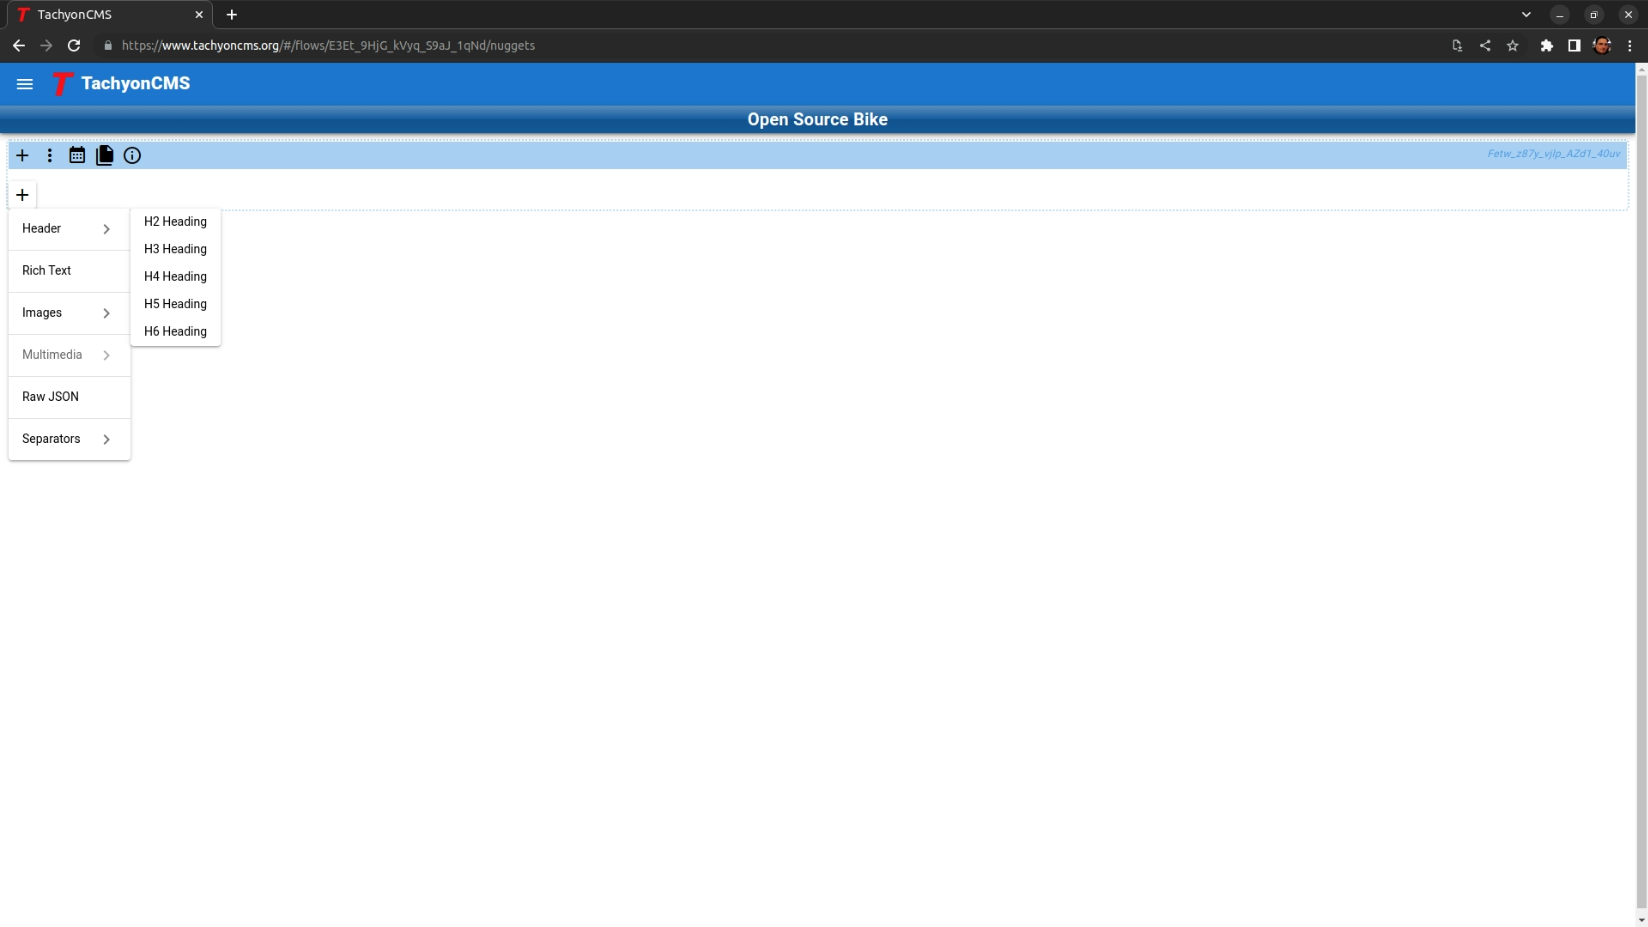 TachyonCMS
https://www.tachyoncms.org/#/flows/E3Et_9HjG_kVyq_S9aJ_1qNd/nuggets
TachyonCMS
Open Source Bike
Fetw_z87y_vjlp_AZd1_40uv
Header
Rich Text
Images
Multimedia
Raw JSON
Separators
H2 Heading
H3 Heading
H4 Heading
H5 Heading
H6 Heading